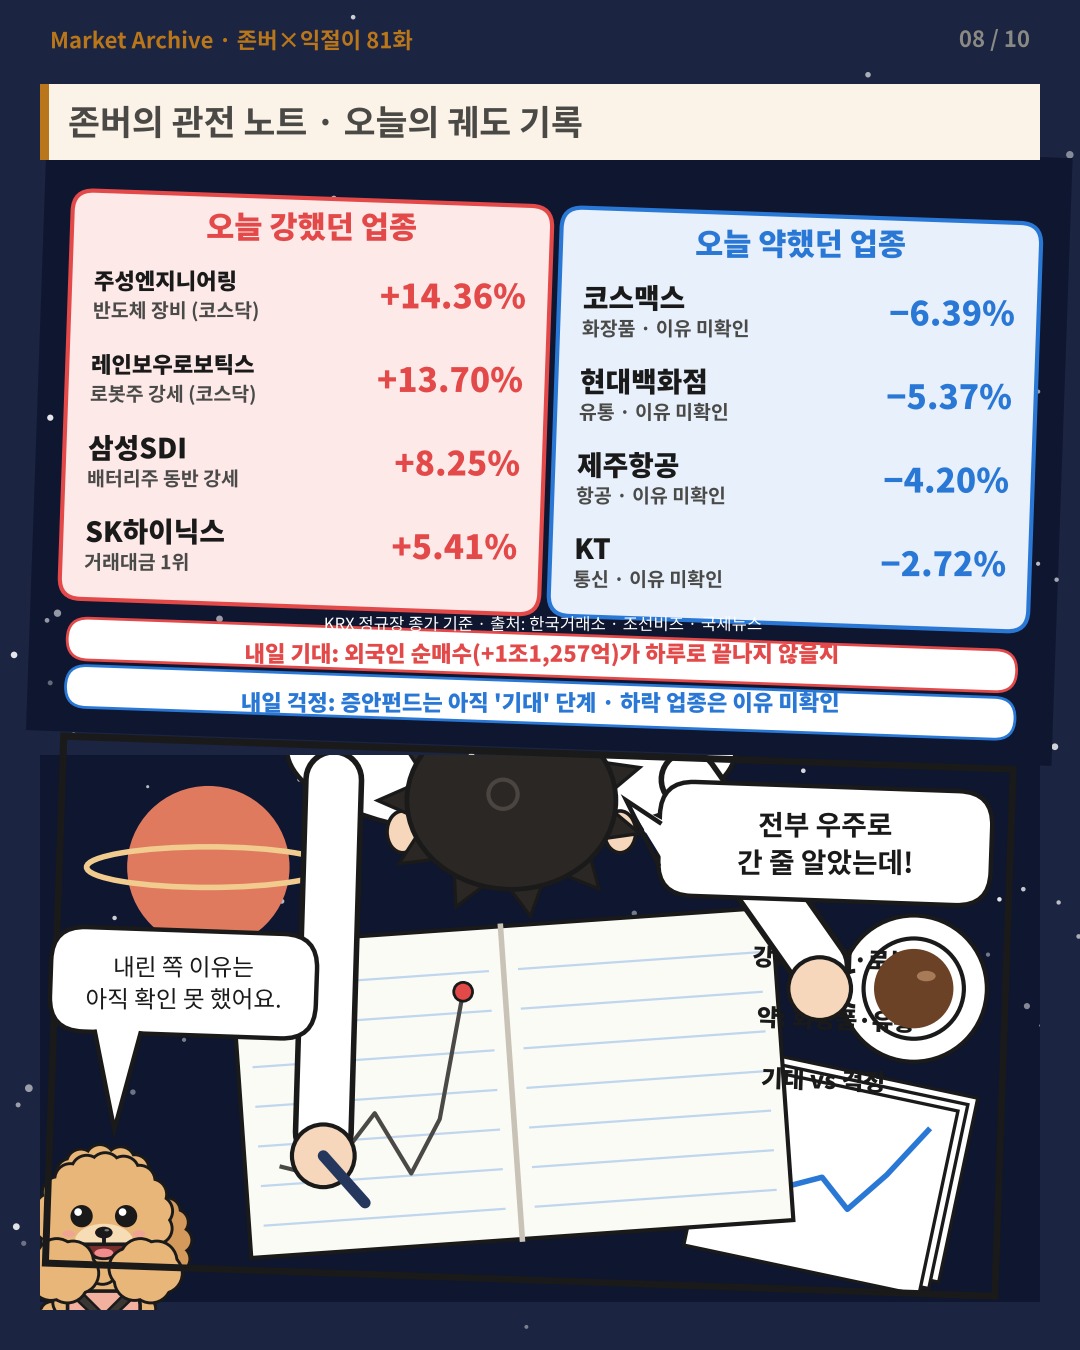 Market Archive · 존버×익절이 81화
08 / 10
존버의 관전 노트 · 오늘의 궤도 기록
오늘 강했던 업종
주성엔지니어링
반도체 장비 (코스닥)
+14.36%
레인보우로보틱스
로봇주 강세 (코스닥)
+13.70%
삼성SDI
배터리주 동반 강세
+8.25%
SK하이닉스
거래대금 1위
+5.41%
오늘 약했던 업종
코스맥스
화장품 · 이유 미확인
−6.39%
현대백화점
유통 · 이유 미확인
−5.37%
제주항공
항공 · 이유 미확인
−4.20%
KT
통신 · 이유 미확인
−2.72%
KRX 정규장 종가 기준 · 출처: 한국거래소 · 조선비즈 · 국제뉴스
내일 기대: 외국인 순매수(+1조1,257억)가 하루로 끝나지 않을지
내일 걱정: 증안펀드는 아직 '기대' 단계 · 하락 업종은 이유 미확인
전부 우주로
간 줄 알았는데!
내린 쪽 이유는
아직 확인 못 했어요.
기대 vs 걱정